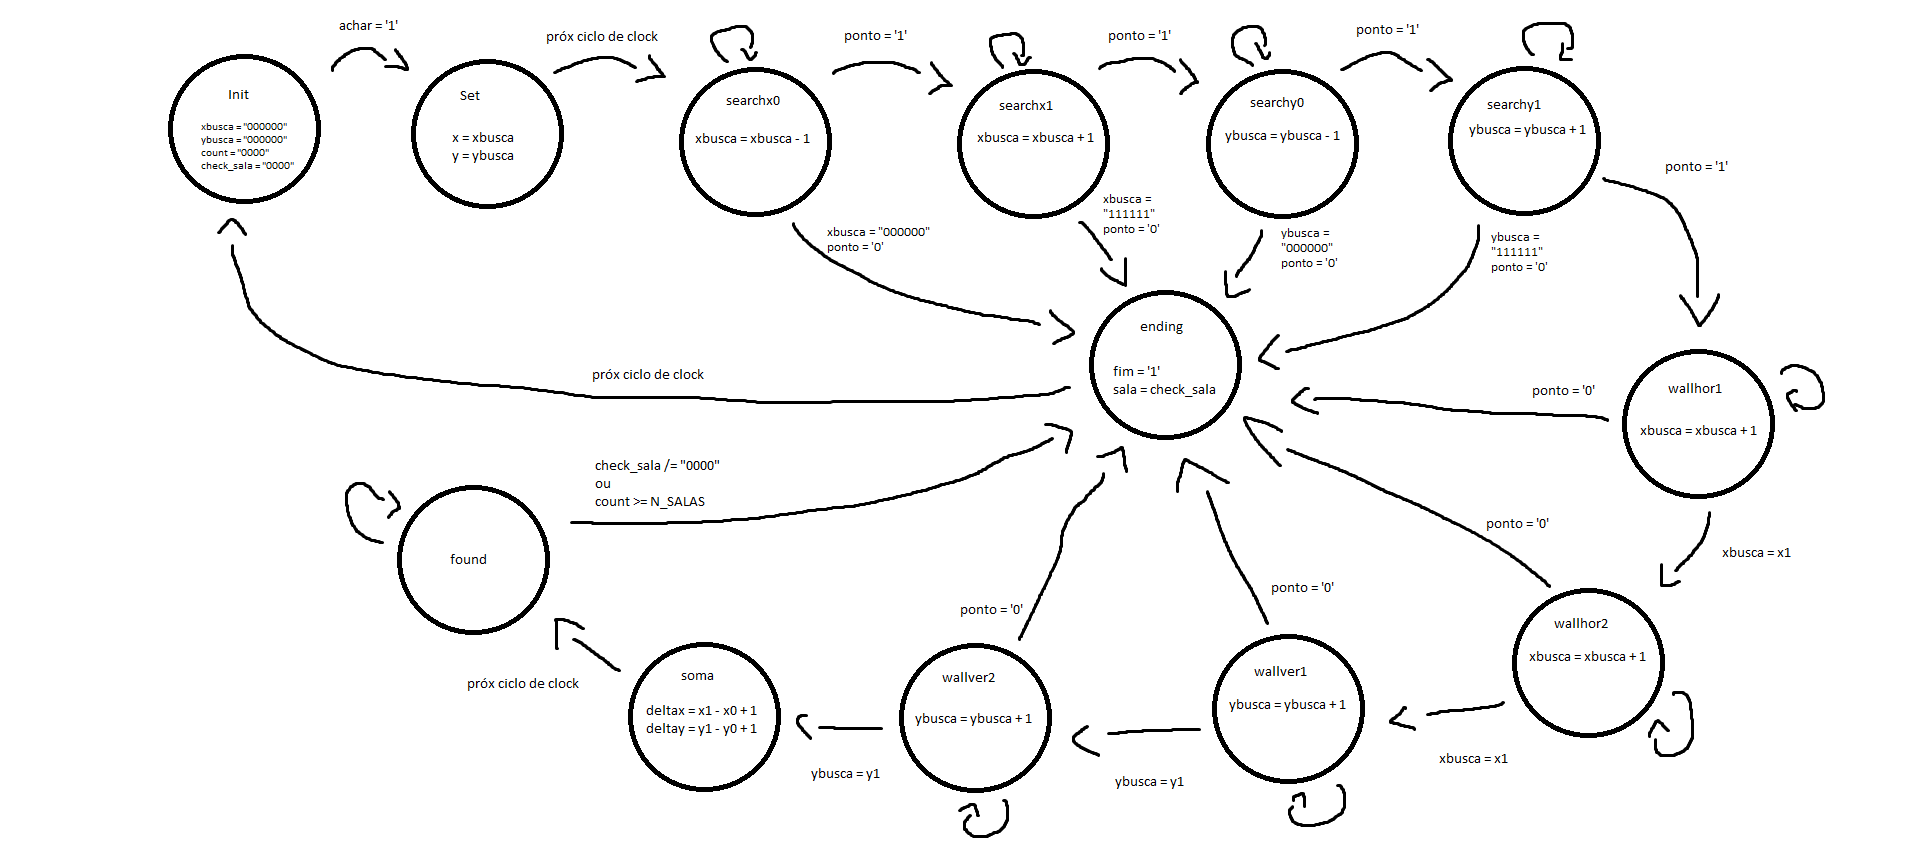 achar = '1'
próx ciclo de clock
ponto = '1'
ponto = '1'
ponto = '1'
Init
xbusca = "000000"
ybusca = "000000"
count = "0000"
check_sala = "0000"
Set
x = xbusca
y = ybusca
searchx0
xbusca = xbusca - 1
searchx1
xbusca = xbusca + 1
searchy0
ybusca = ybusca - 1
searchy1
ybusca = ybusca + 1
ponto = '1'
xbusca = "000000"
ponto = '0'
xbusca =
"111111"
ponto = '0'
ybusca =
"000000"
ponto = '0'
ybusca =
"111111"
ponto = '0'
ending
fim = '1'
sala = check_sala
próx ciclo de clock
ponto = '0'
wallhor1
xbusca = xbusca + 1
check_sala /= "0000"
ou
count >= N_SALAS
found
ponto = '0'
xbusca = x1
ponto = '0'
ponto = '0'
wallhor2
xbusca = xbusca + 1
próx ciclo de clock
soma
deltax = x1 - x0 + 1
deltay = y1 - y0 + 1
wallver2
ybusca = ybusca + 1
wallver1
ybusca = ybusca + 1
ybusca = y1
ybusca = y1
xbusca = x1